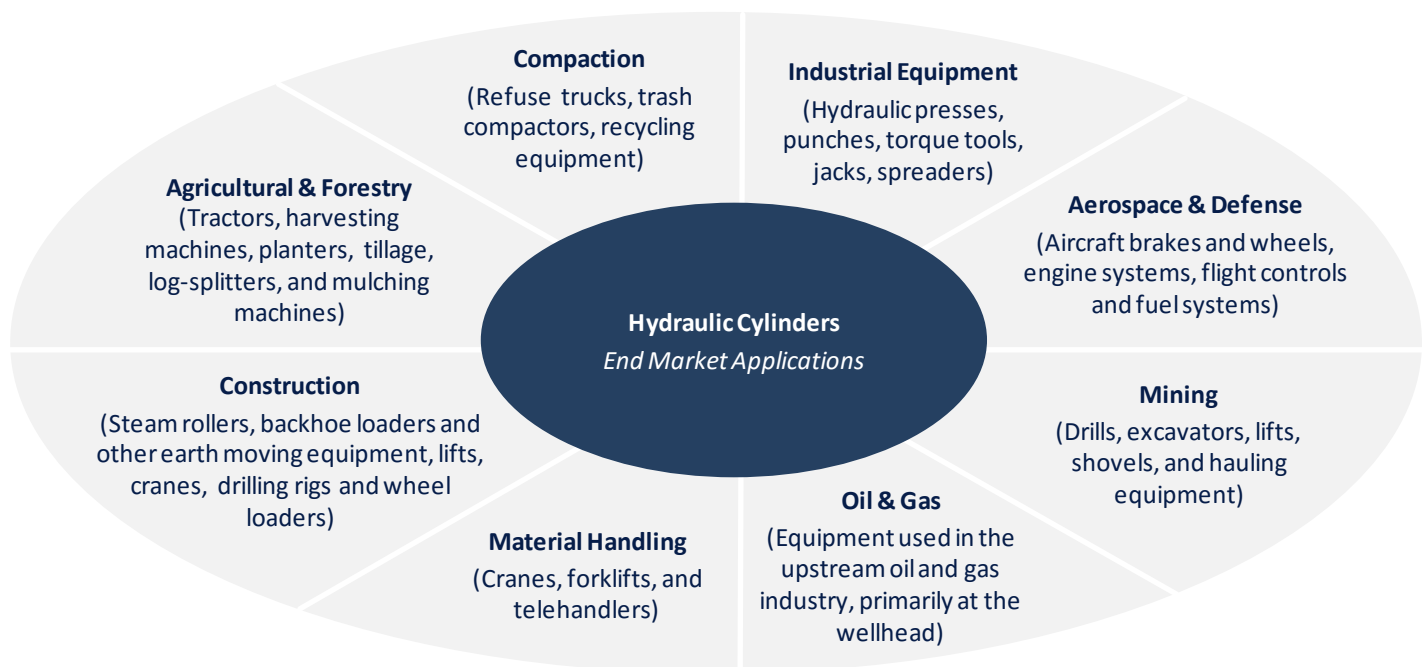 Compaction
(Refuse trucks, trash
compactors, recycling
equipment)
Industrial Equipment
(Hydraulic presses,
punches, torque tools,
jacks, spreaders)
Agricultural & Forestry
(Tractors, harvesting
machines, planters, tillage,
log-splitters, and mulching
machines)
Aerospace & Defense
(Aircraft brakes and wheels,
engine systems, flight controls
and fuel systems)
Hydraulic Cylinders
End Market Applications
Construction
(Steam rollers, backhoe loaders and
other earth moving equipment, lifts,
cranes, drilling rigs and wheel
loaders)
Mining
(Drills, excavators, lifts,
shovels, and hauling
equipment)
Material Handling
(Cranes, forklifts, and
telehandlers)
Oil & Gas
(Equipment used in the
upstream oil and gas
industry, primarily at the
wellhead)